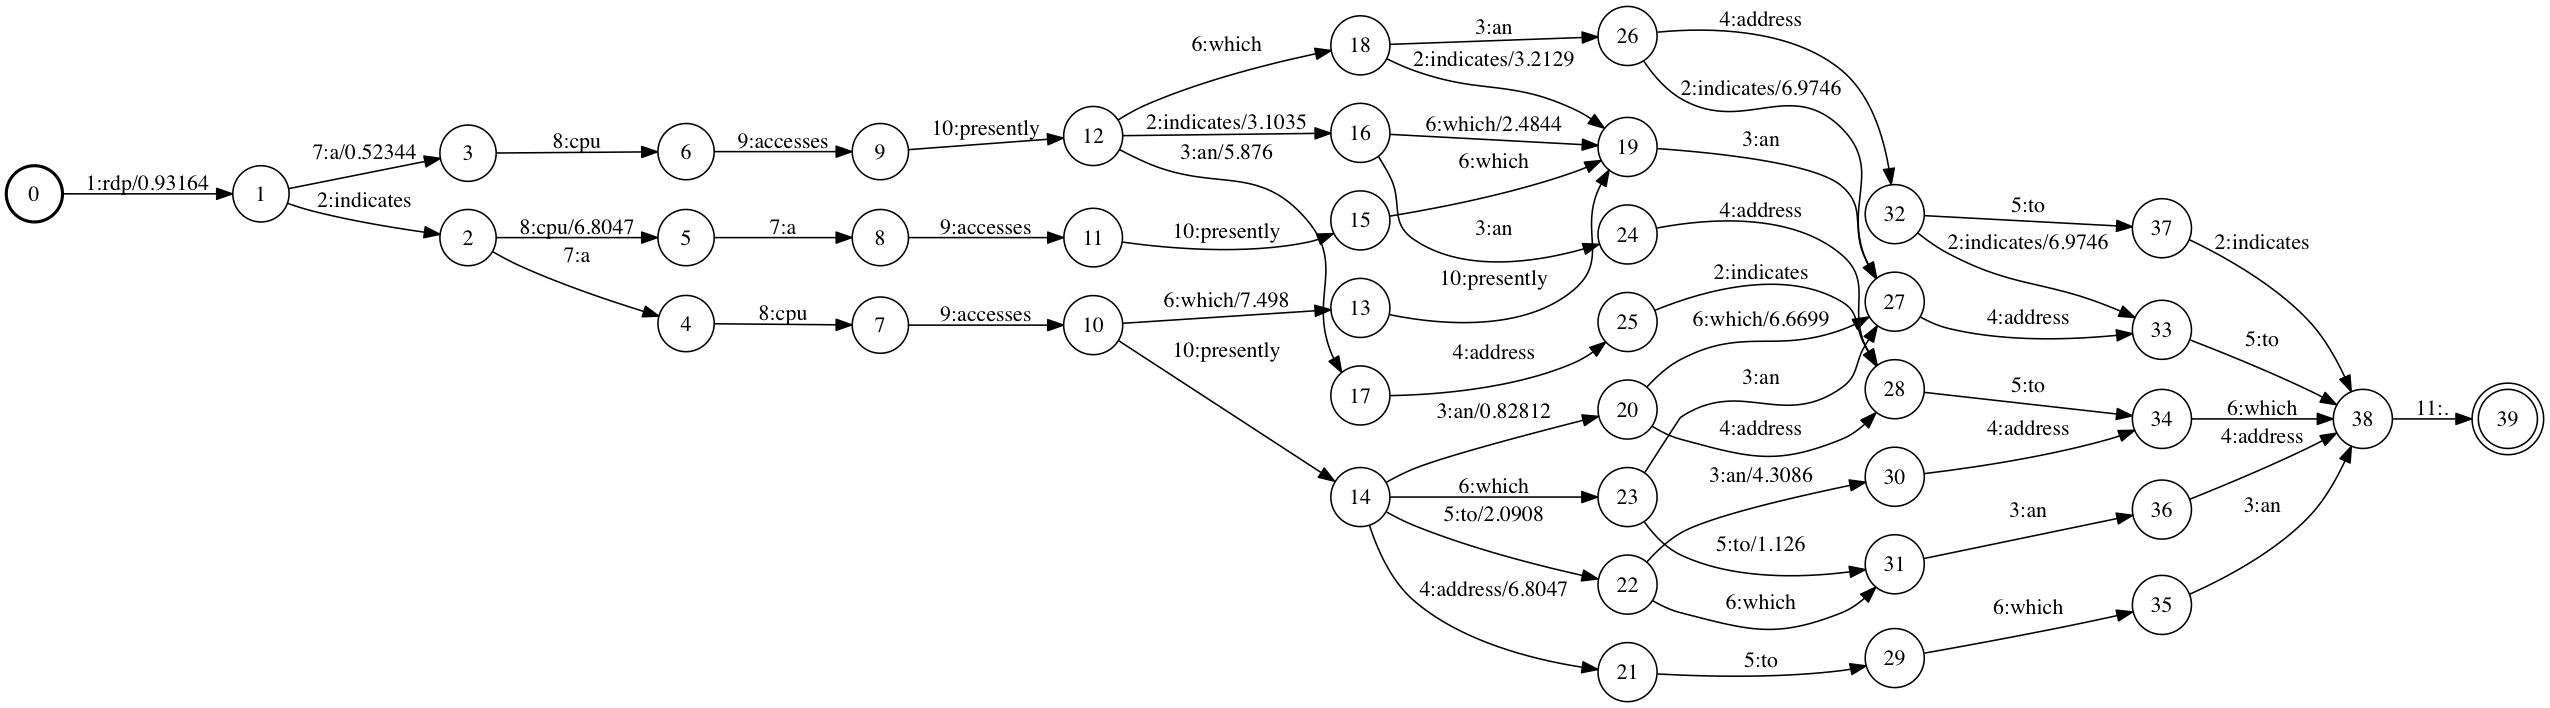 0
1:rdp/0.93164
1
7:a/0.52344
2:indicates
3
2
8:cpu
8:cpu/6.8047
7:a
6
5
4
9:accesses
7:a
8:cpu
9
8
7
10:presently
9:accesses
9:accesses
12
11
10
6:which
2:indicates/3.1035
3:an/5.876
10:presently
6:which/7.498
10:presently
18
16
15
13
17
14
3:an
2:indicates/3.2129
6:which/2.4844
6:which
3:an
10:presently
4:address
3:an/0.82812
6:which
5:to/2.0908
4:address/6.8047
26
19
24
25
20
23
22
21
4:address
2:indicates/6.9746
3:an
4:address
2:indicates
6:which/6.6699
3:an
4:address
3:an/4.3086
5:to/1.126
6:which
5:to
32
27
28
30
31
29
5:to
2:indicates/6.9746
4:address
5:to
4:address
3:an
6:which
37
33
34
36
35
2:indicates
5:to
6:which
4:address
3:an
38
11:.
39